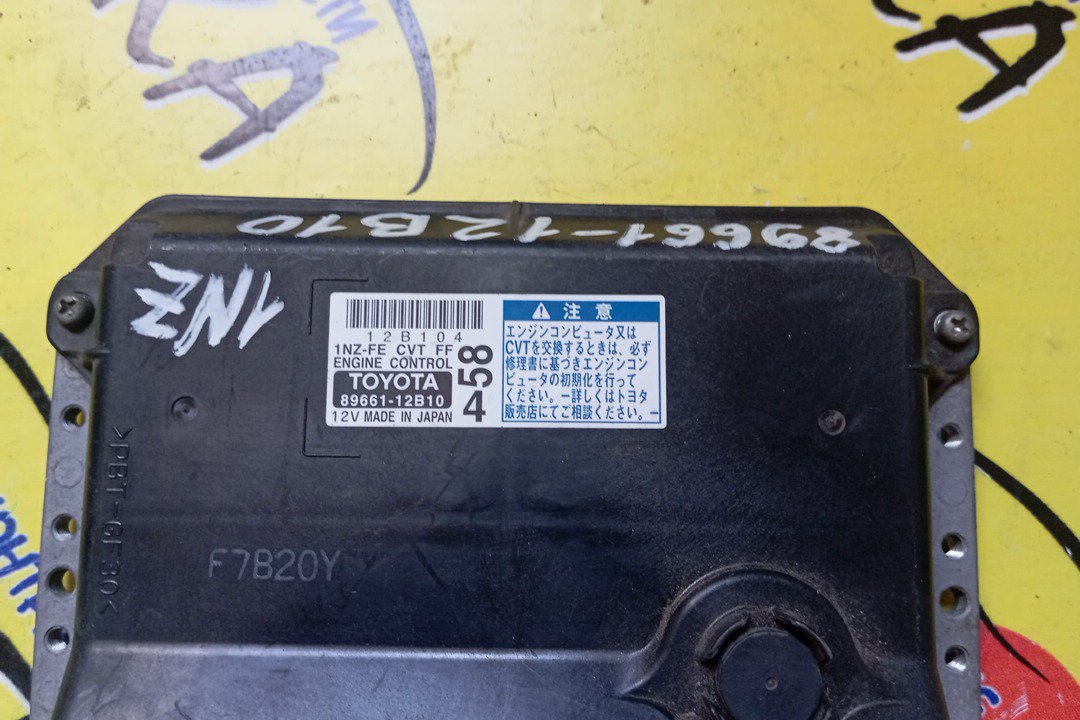 89661-12B10
1NZ
12B104
1NZ-FE CVT FF
ENGINE CONTROL
TOYOTA
89661-12B10
12V MADE IN JAPAN
458
4
⚠ 注意
エンジンコンピュータ又は
CVTを交換するときは、必ず
修理書に基づきエンジンコン
ピュータの初期化を行って
ください。ー詳しくはトヨタ
販売店にてご相談ください。ー
>PBT-GF30<
F7B20Y